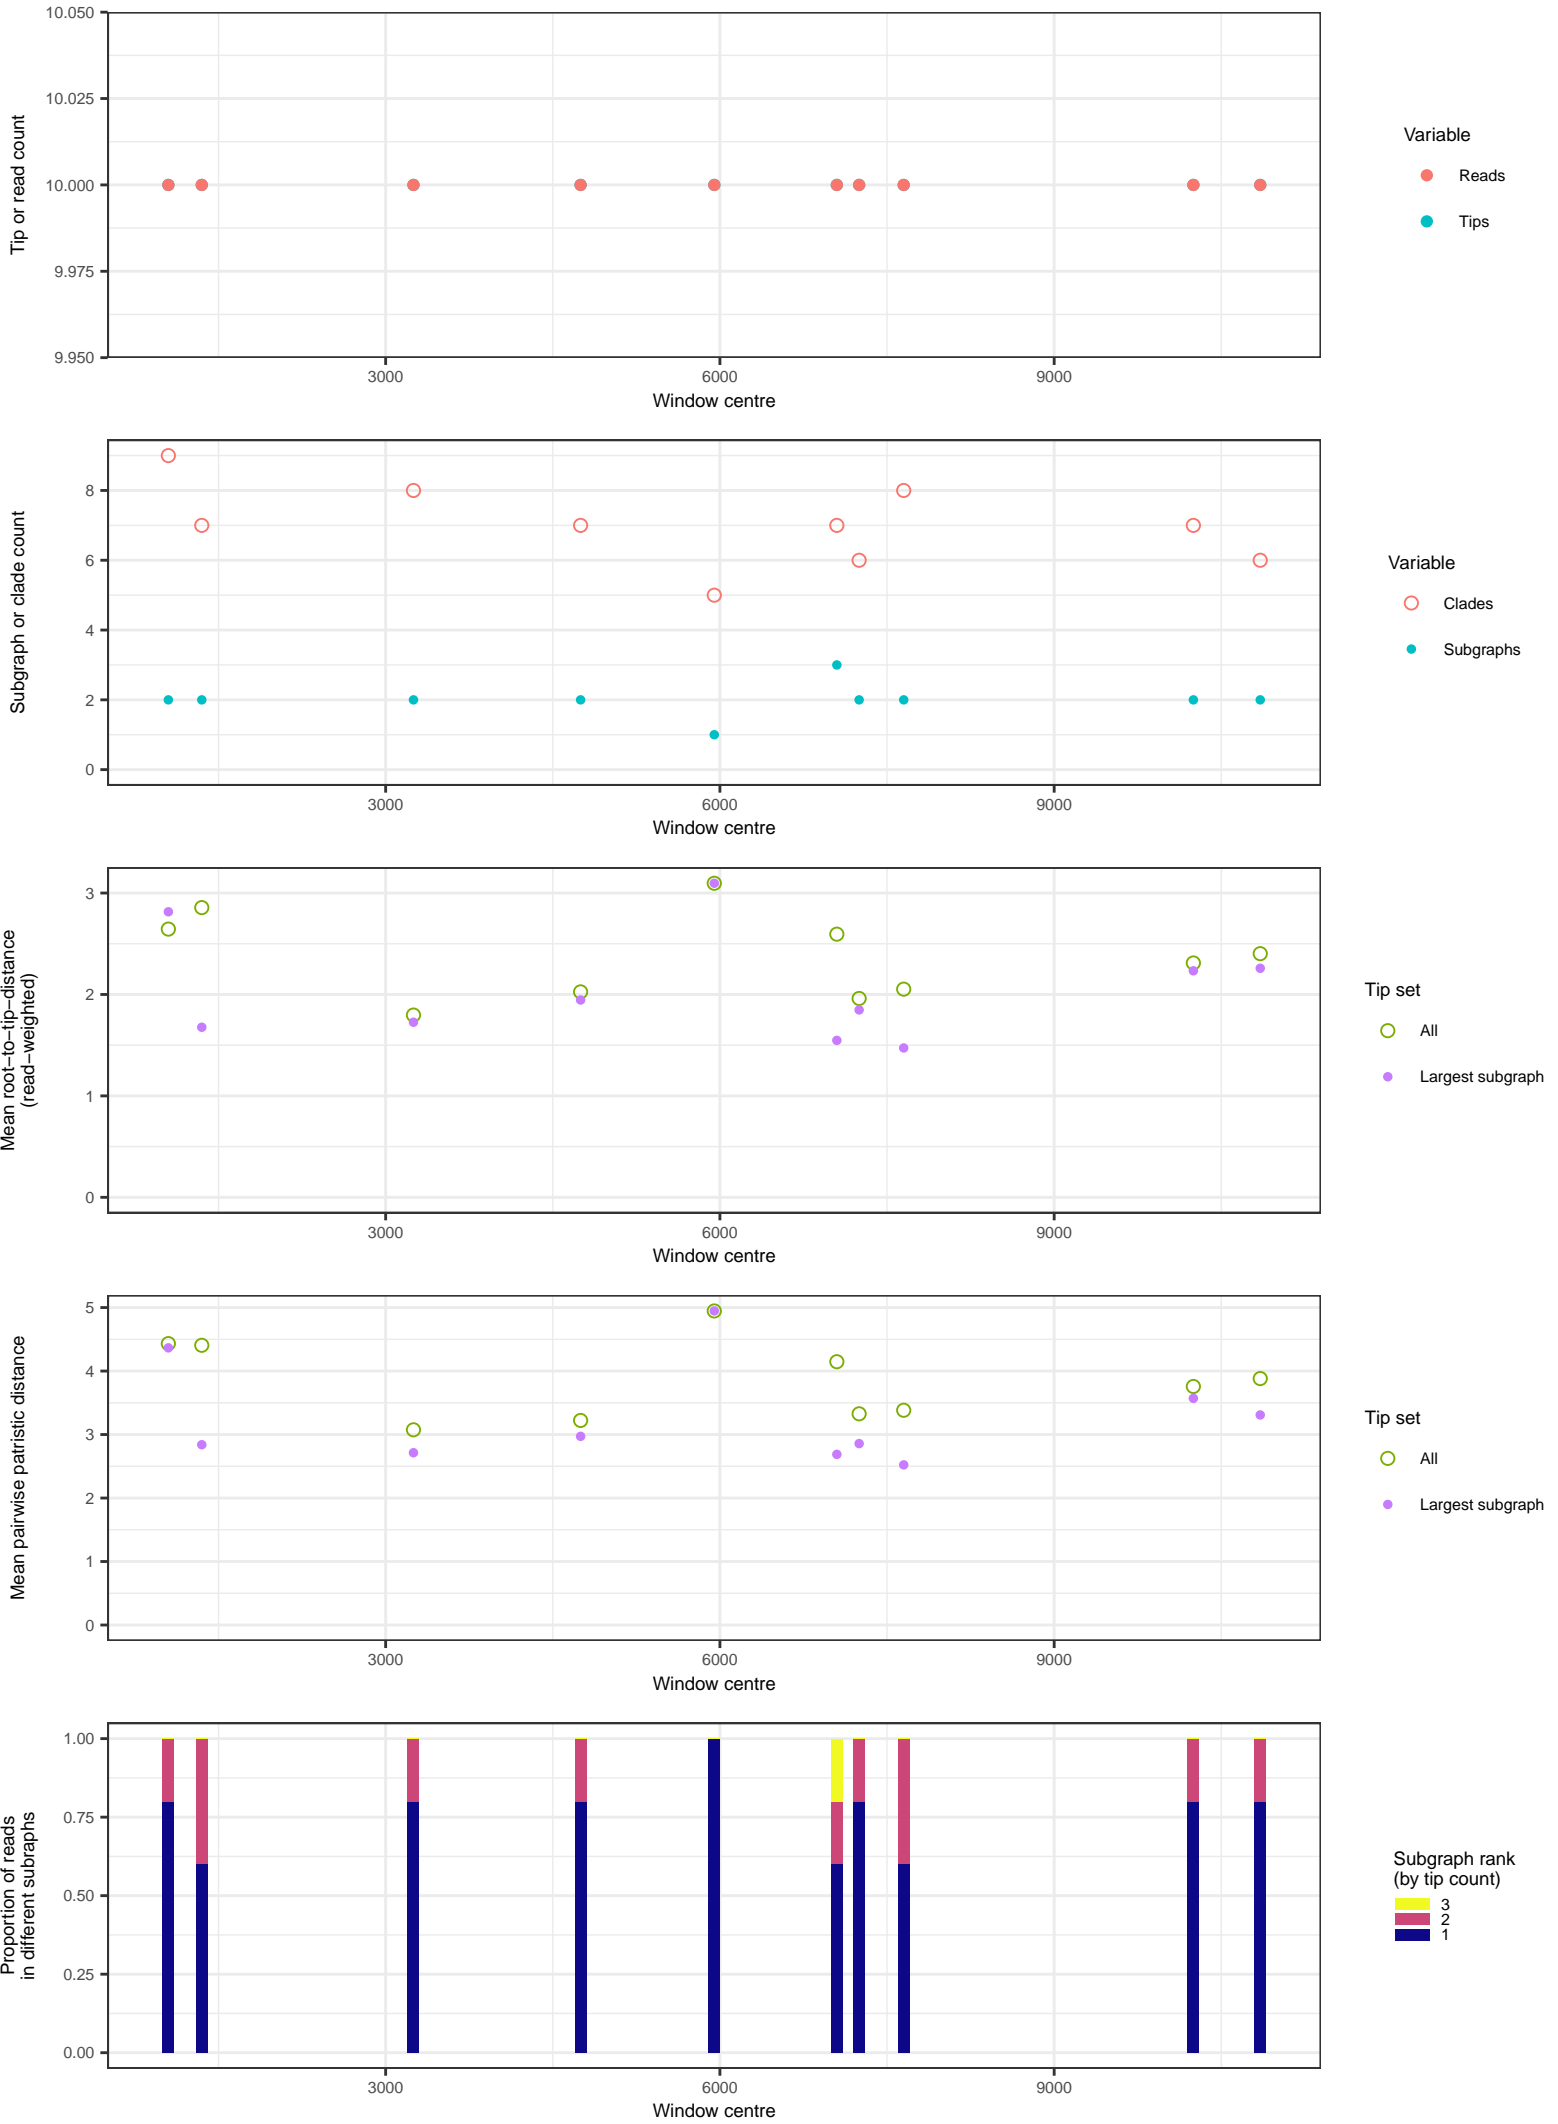 10.050
10.025
10.000
9.975
9.950
Tip or read count
3000 6000 9000
Window centre
Variable
Reads
Tips
8
6
4
2
0
Subgraph or clade count
3000 6000 9000
Window centre
Variable
Clades
Subgraphs
3
2
1
0
Mean root−to−tip−distance
(read−weighted)
3000 6000 9000
Window centre
Tip set
All
Largest subgraph
5
4
3
2
1
0
Mean pairwise patristic distance
3000 6000 9000
Window centre
Tip set
All
Largest subgraph
1.00
0.75
0.50
0.25
0.00
Proportion of reads
in different subraphs
3000 6000 9000
Window centre
Subgraph rank
(by tip count)
3
2
1